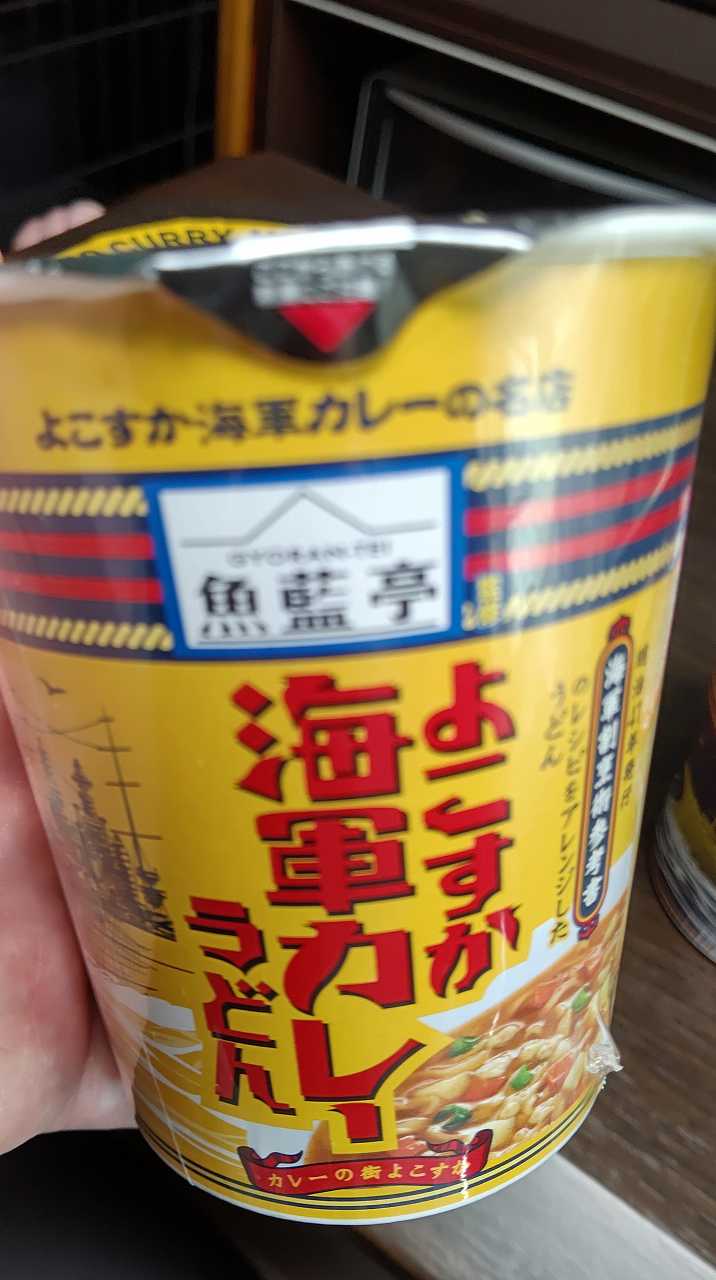 CURRY
よこすか海軍カレーの名店
GYORANTEI
魚藍亭
よこすか
海軍カレー
うどん
海軍割烹術参考書
のレシピをアレンジした
うどん
カレーの街よこすか